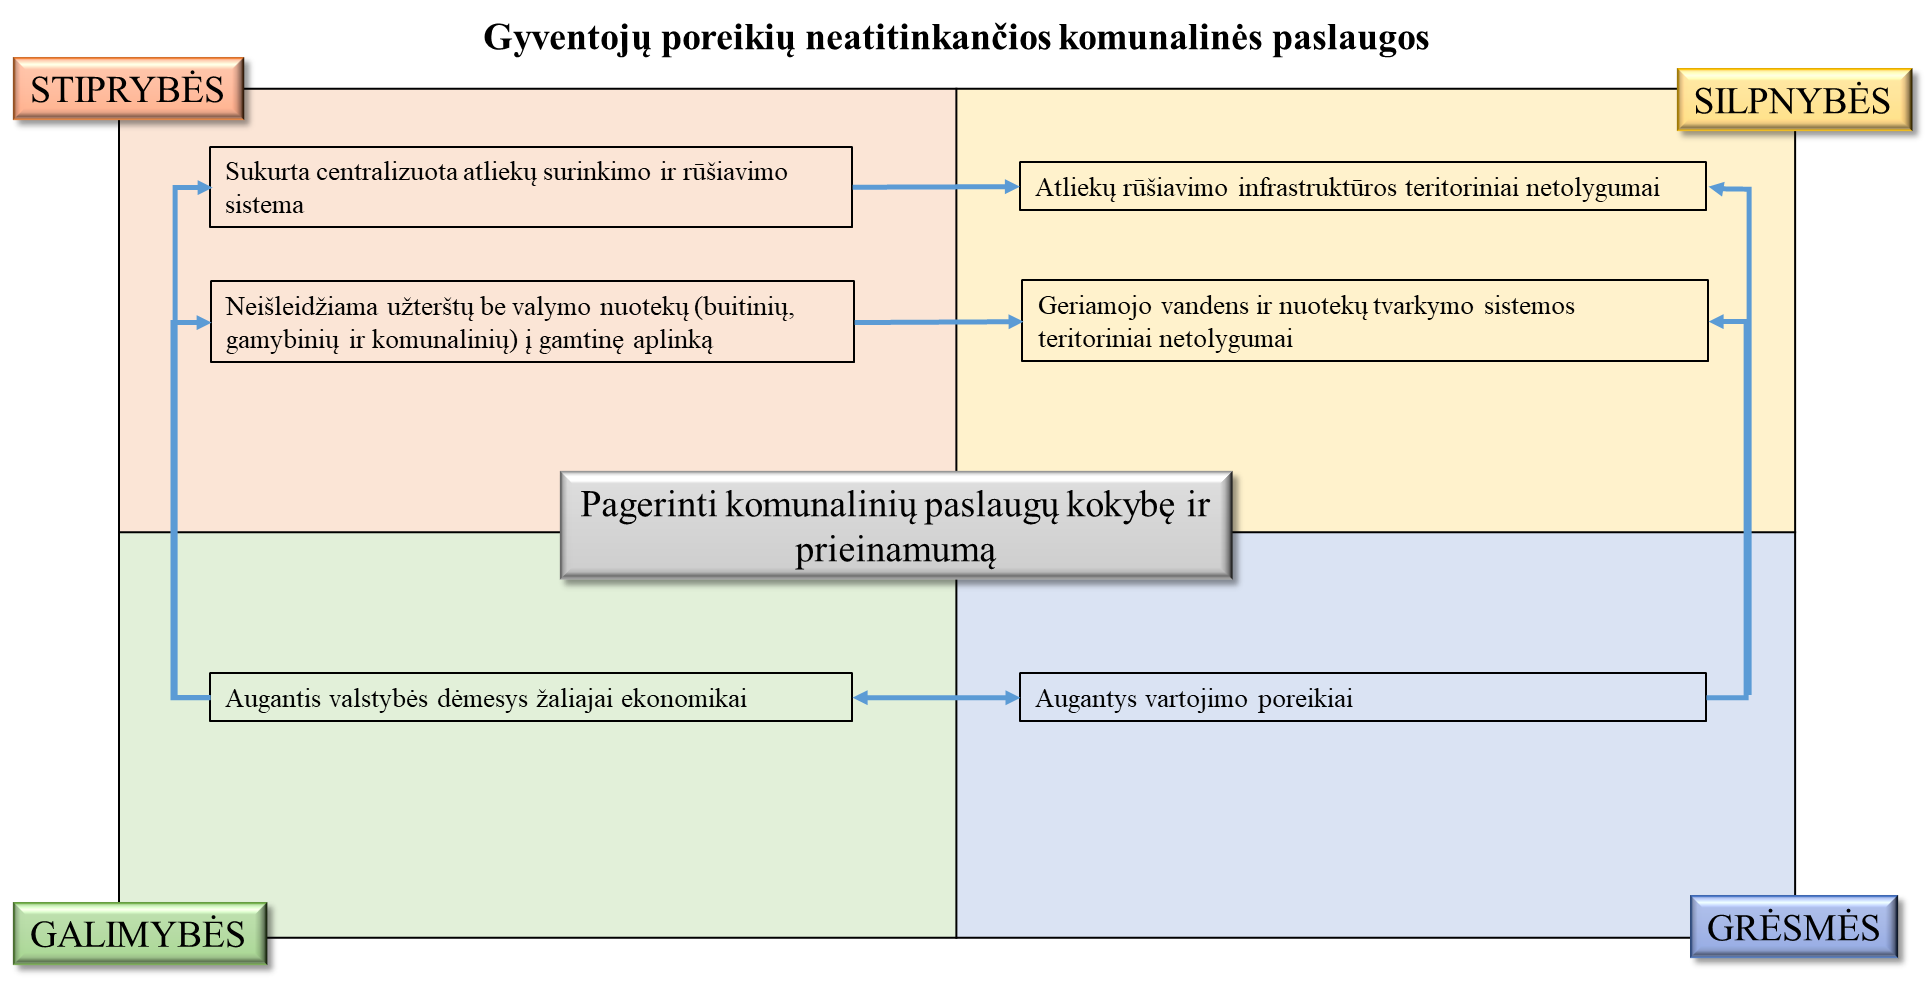 Gyventojų poreikių neatitinkančios komunalinės paslaugos
STIPRYBĖS
SILPNYBĖS
Sukurta centralizuota atliekų surinkimo ir rūšiavimo
sistema
Atliekų rūšiavimo infrastruktūros teritoriniai netolygumai
Neišleidžiama užterštų be valymo nuotekų (buitinių,
gamybinių ir komunalinių) į gamtinę aplinką
Geriamojo vandens ir nuotekų tvarkymo sistemos
teritoriniai netolygumai
Pagerinti komunalinių paslaugų kokybę ir
prieinamumą
Augantis valstybės dėmesys žaliajai ekonomikai
Augantys vartojimo poreikiai
GALIMYBĖS
GRĖSMĖS